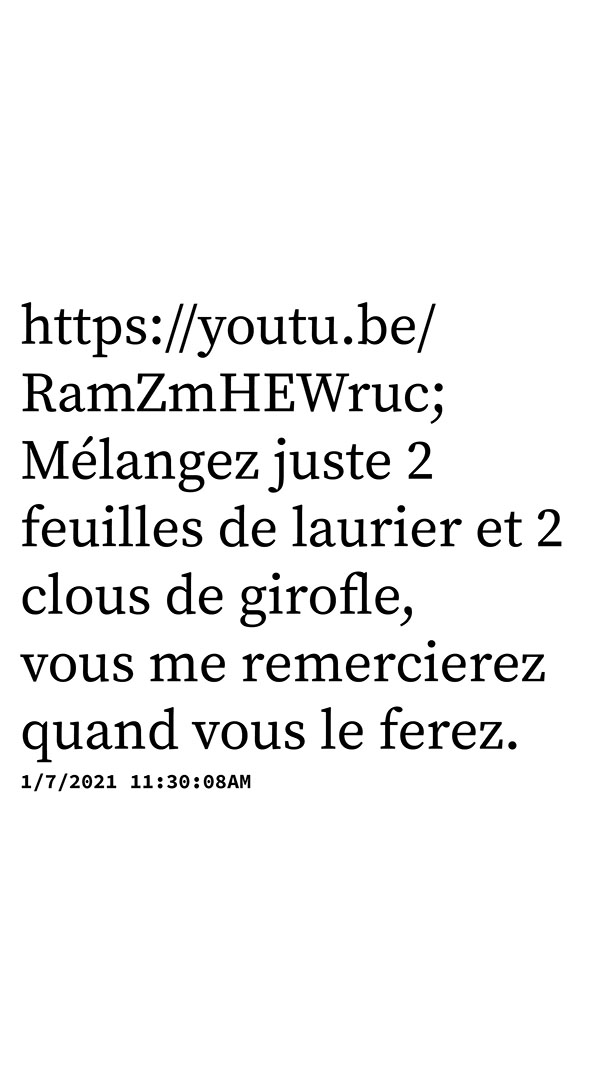 https://youtu.be/
RamZmHEWruc;
Mélangez juste 2
feuilles de laurier et 2
clous de girofle,
vous me remercierez
quand vous le ferez.
1/7/2021 11:30:08AM